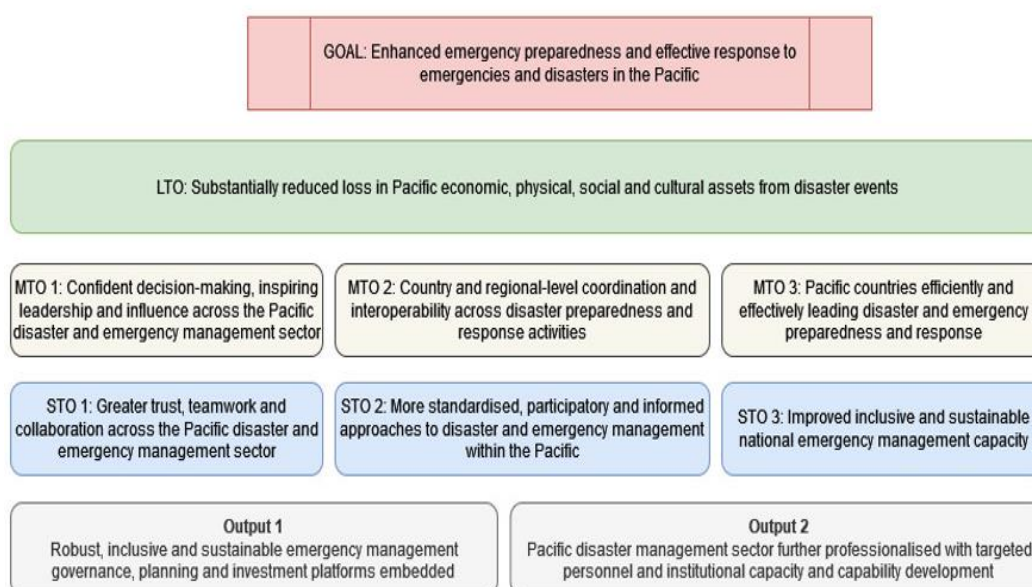 GOAL: Enhanced emergency preparedness and effective response to
emergencies and disasters in the Pacific
LTO: Substantially reduced loss in Pacific economic, physical, social and cultural assets from disaster events
MTO 1: Confident decision-making, inspiring
leadership and influence across the Pacific
disaster and emergency management sector
MTO 2: Country and regional-level coordination and
interoperability across disaster preparedness and
response activities
MTO 3: Pacific countries efficiently and
effectively leading disaster and emergency
preparedness and response
STO 1: Greater trust, teamwork and
collaboration across the Pacific disaster and
emergency management sector
STO 2: More standardised, participatory and informed
approaches to disaster and emergency management
within the Pacific
STO 3: Improved inclusive and sustainable
national emergency management capacity
Output 1
Robust, inclusive and sustainable emergency management
governance, planning and investment platforms embedded
Output 2
Pacific disaster management sector further professionalised with targeted
personnel and institutional capacity and capability development